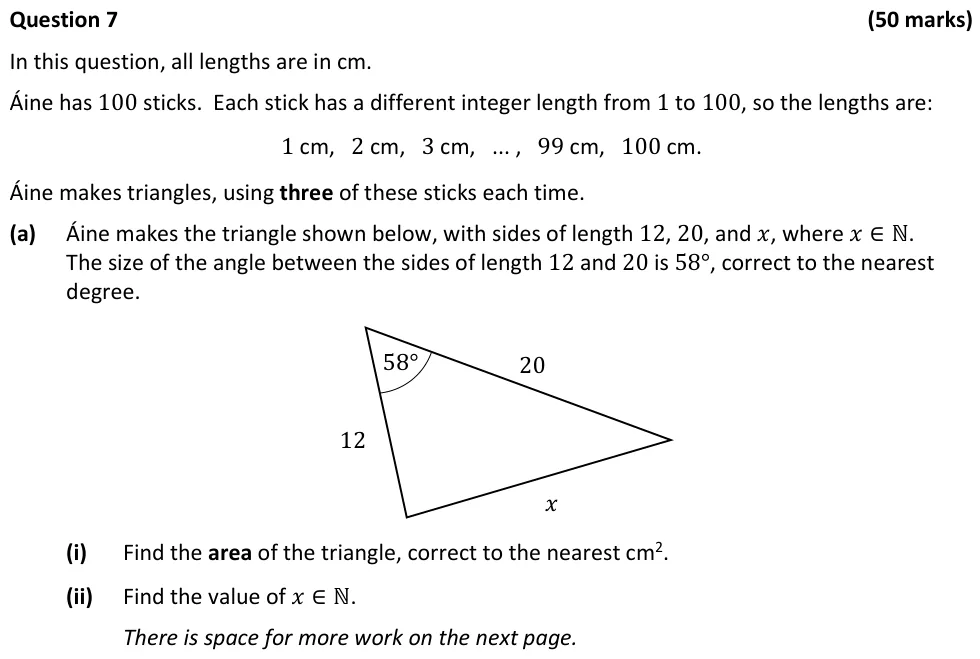 Question 7 (50 marks)
In this question, all lengths are in cm.
Áine has 100 sticks.  Each stick has a different integer length from 1 to 100, so the lengths are:
1 cm,  2 cm,  3 cm,  ... ,  99 cm,  100 cm.
Áine makes triangles, using three of these sticks each time.
(a) Áine makes the triangle shown below, with sides of length 12, 20, and x, where x ∈ ℕ.
The size of the angle between the sides of length 12 and 20 is 58°, correct to the nearest
degree.
58°
20
12
x
(i) Find the area of the triangle, correct to the nearest cm².
(ii) Find the value of x ∈ ℕ.
There is space for more work on the next page.